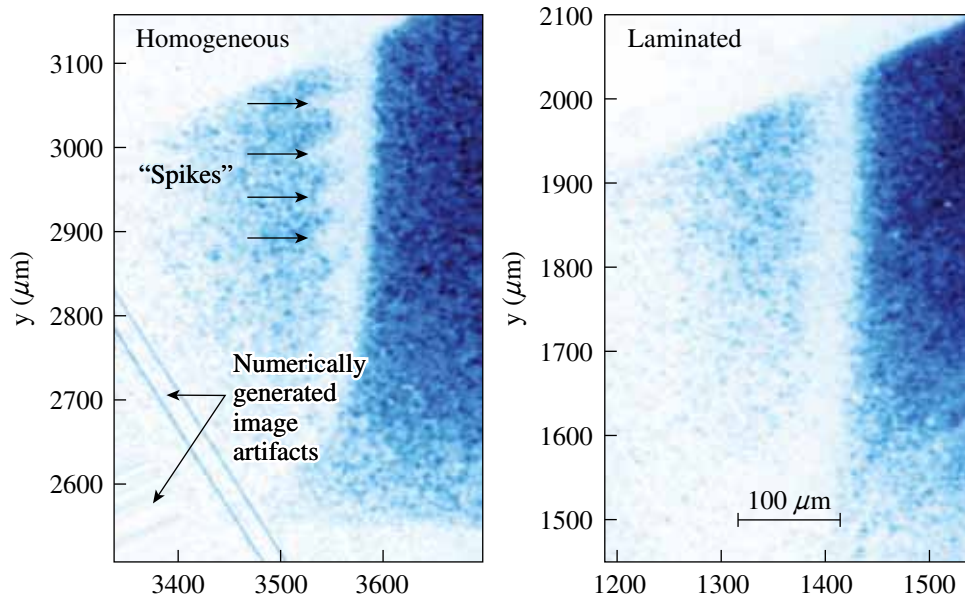 Homogeneous
3100
3000
2900
2800
2700
2600
y (μm)
“Spikes”
Numerically
generated
image
artifacts
3400
3500
3600
Laminated
2100
2000
1900
1800
1700
1600
1500
y (μm)
100 μm
1200
1300
1400
1500